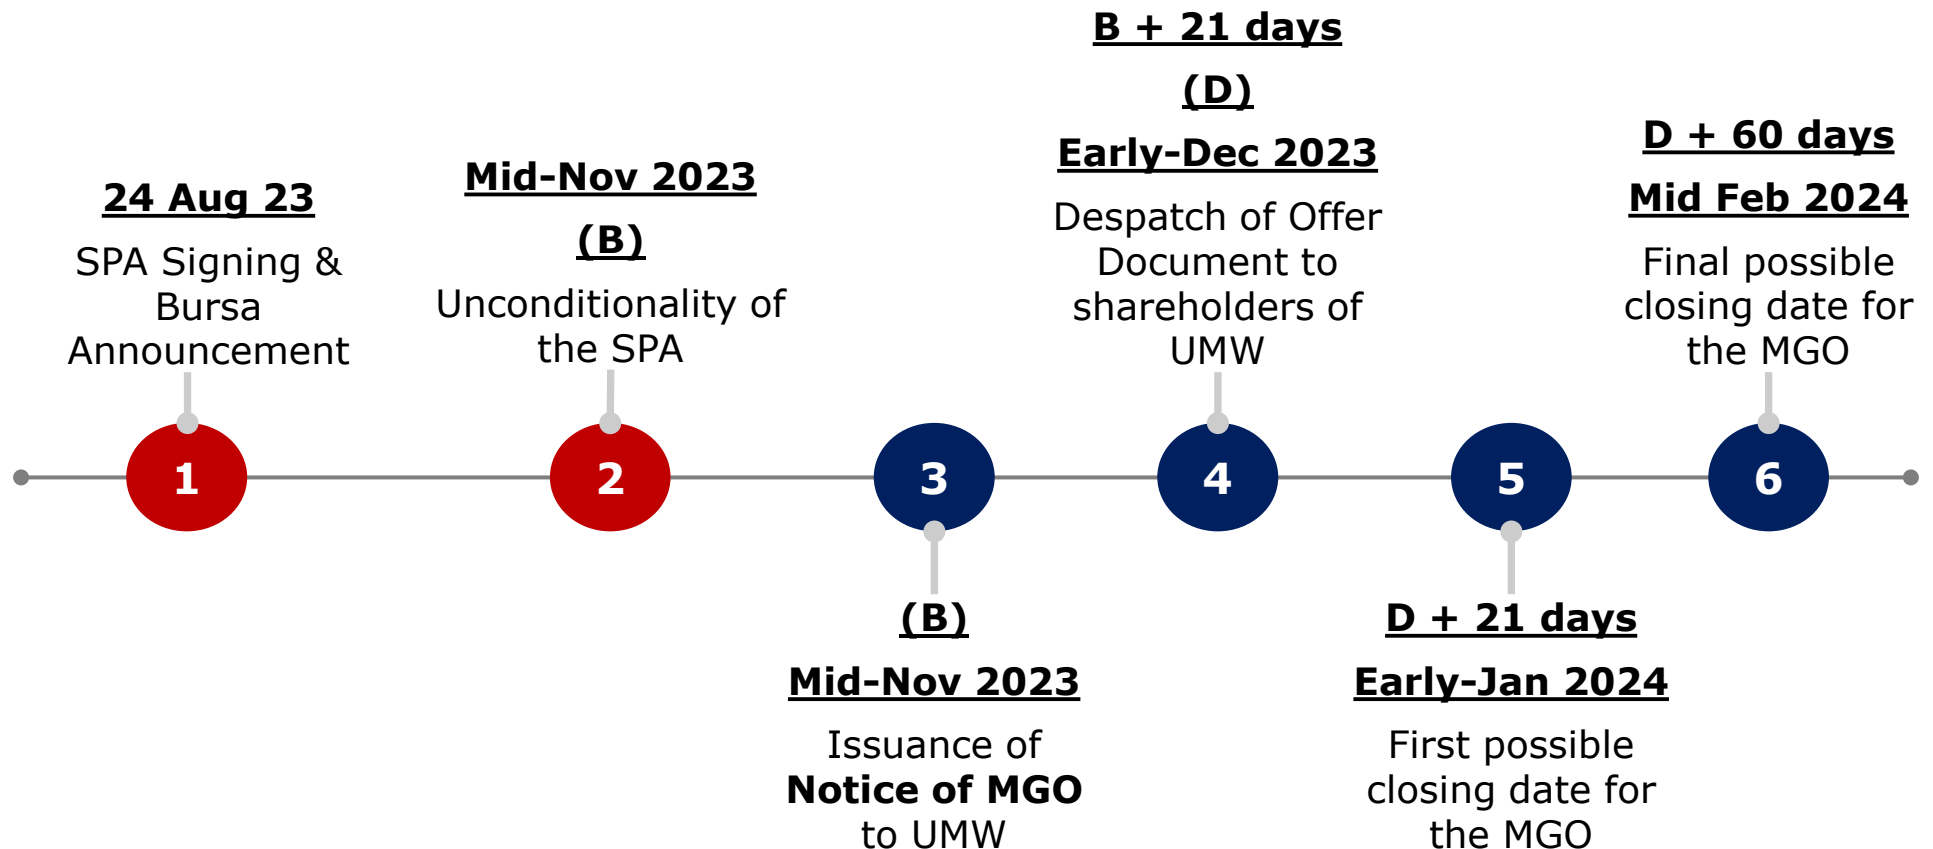 24 Aug 23
SPA Signing &
Bursa
Announcement
1
Mid-Nov 2023
(B)
Unconditionality of
the SPA
2
3
(B)
Mid-Nov 2023
Issuance of
Notice of MGO
to UMW
B + 21 days
(D)
Early-Dec 2023
Despatch of Offer
Document to
shareholders of
UMW
4
5
D + 21 days
Early-Jan 2024
First possible
closing date for
the MGO
D + 60 days
Mid Feb 2024
Final possible
closing date for
the MGO
6